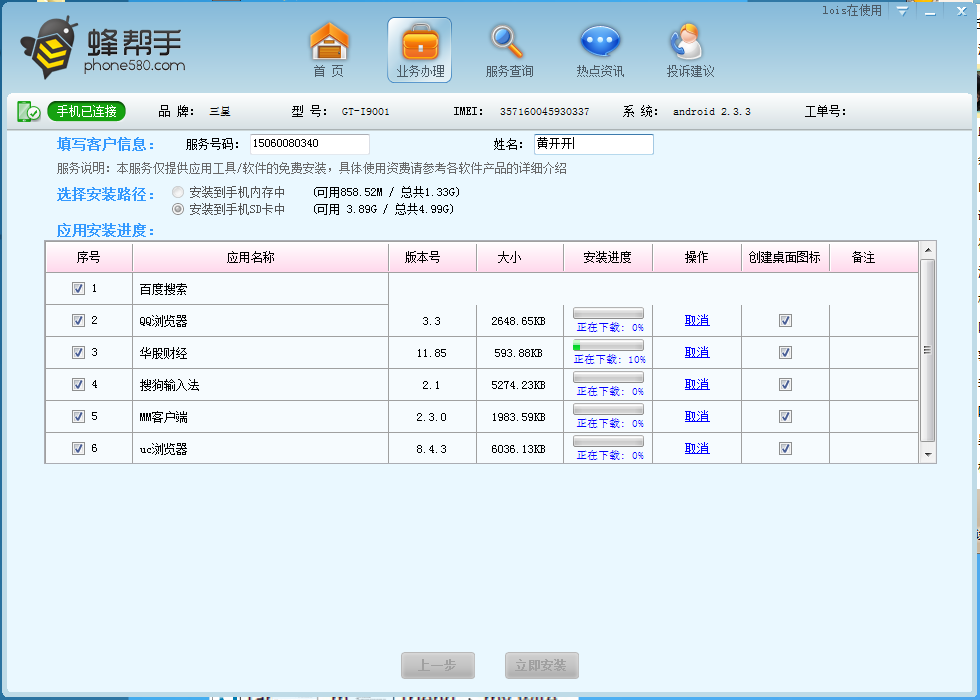 lois在使用
蜂帮手
phone580.com
首 页
业务办理
服务查询
热点资讯
投诉建议
手机已连接 品 牌: 三星 型 号: GT-I9001 IMEI: 357160045930337 系 统: android 2.3.3 工单号:
填写客户信息: 服务号码: 15060080340 姓名: 黄开开
服务说明: 本服务仅提供应用工具/软件的免费安装，具体使用资费请参考各软件产品的详细介绍
选择安装路径: 安装到手机内存中 (可用858.52M / 总共1.33G)
安装到手机SD卡中 (可用 3.89G / 总共4.99G)
应用安装进度:
序号 应用名称 版本号 大小 安装进度 操作 创建桌面图标 备注
1 百度搜索
2 QQ浏览器 3.3 2648.65KB 正在下载: 0% 取消
3 华股财经 11.85 593.88KB 正在下载: 10% 取消
4 搜狗输入法 2.1 5274.23KB 正在下载: 0% 取消
5 MM客户端 2.3.0 1983.59KB 正在下载: 0% 取消
6 uc浏览器 8.4.3 6036.13KB 正在下载: 0% 取消
上一步 立即安装